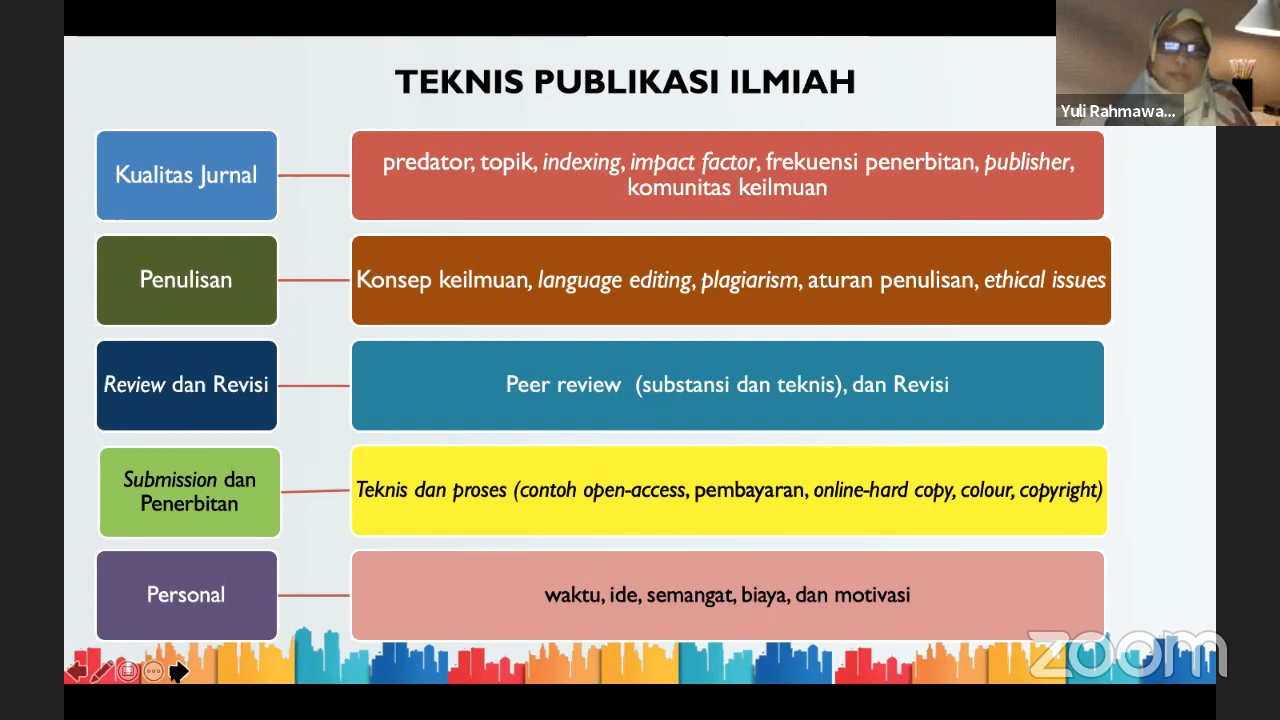 TEKNIS PUBLIKASI ILMIAH
Yuli Rahmawa...
Kualitas Jurnal
predator, topik, indexing, impact factor, frekuensi penerbitan, publisher,
komunitas keilmuan
Penulisan
Konsep keilmuan, language editing, plagiarism, aturan penulisan, ethical issues
Review dan Revisi
Peer review (substansi dan teknis), dan Revisi
Submission dan
Penerbitan
Teknis dan proses (contoh open-access, pembayaran, online-hard copy, colour, copyright)
Personal
waktu, ide, semangat, biaya, dan motivasi
zoom